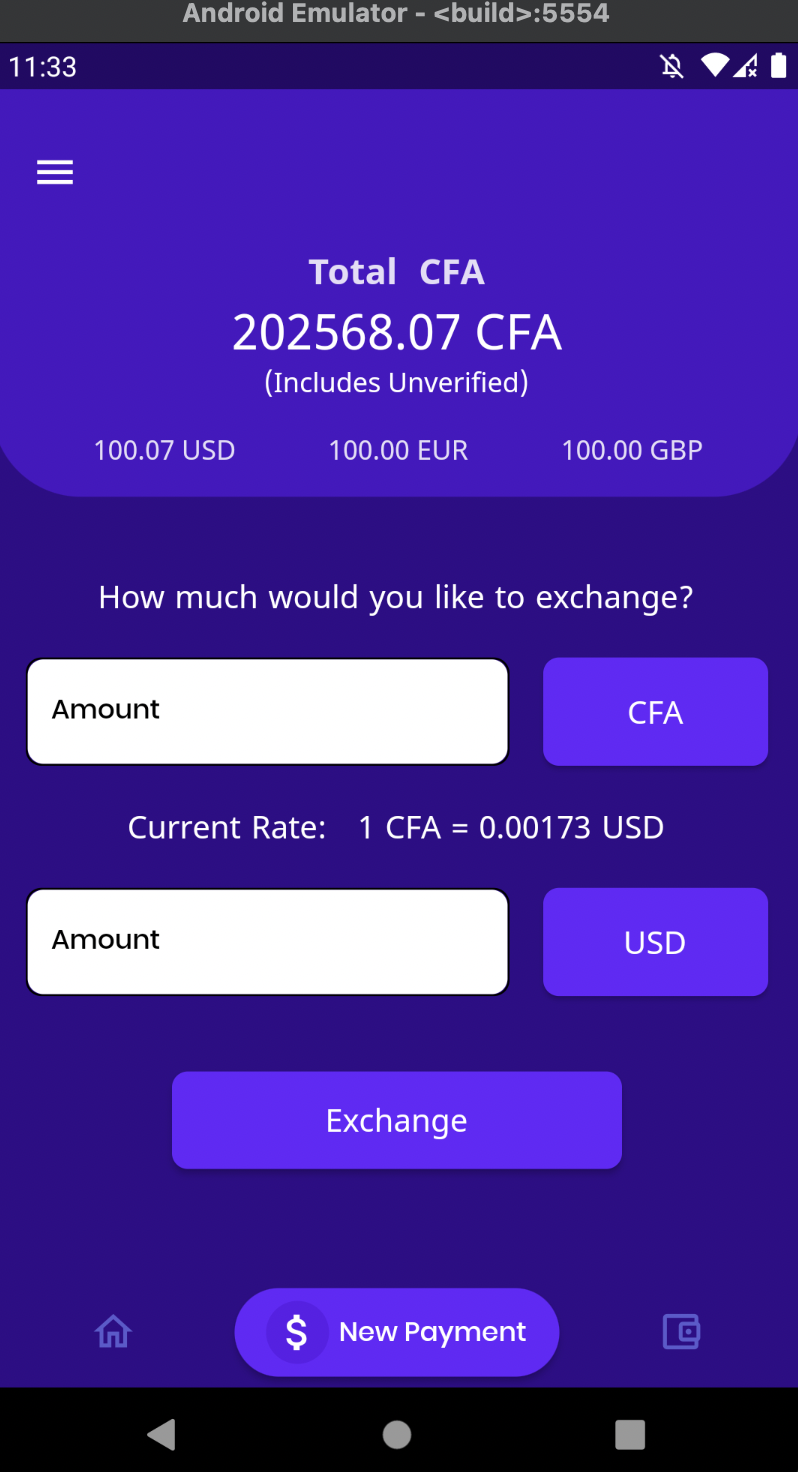 Android Emulator - <build>:5554
11:33
Total CFA
202568.07 CFA
(Includes Unverified)
100.07 USD 100.00 EUR 100.00 GBP
How much would you like to exchange?
Amount CFA
Current Rate: 1 CFA = 0.00173 USD
Amount USD
Exchange
$ New Payment